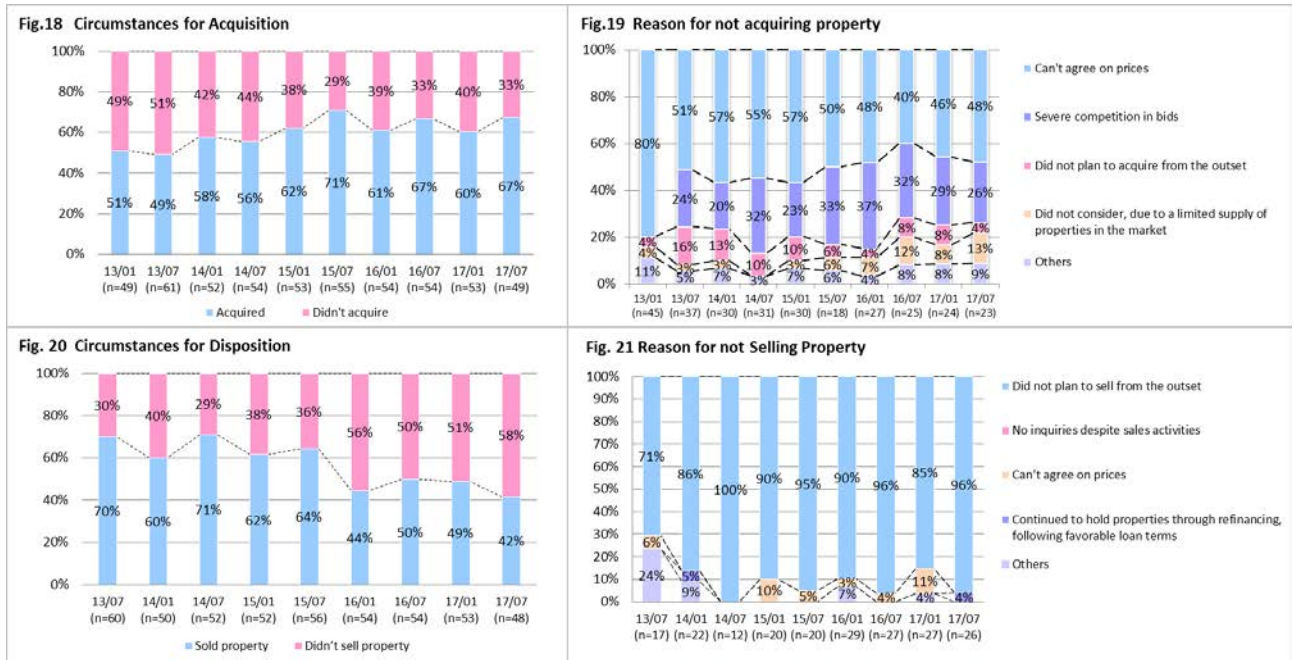 Fig.18 Circumstances for Acquisition
100%
80%
60%
40%
20%
0%
49% 51% 42% 44% 38% 29% 39% 33% 40% 33%
51% 49% 58% 56% 62% 71% 61% 67% 60% 67%
13/01 13/07 14/01 14/07 15/01 15/07 16/01 16/07 17/01 17/07
(n=49) (n=61) (n=52) (n=54) (n=53) (n=55) (n=54) (n=54) (n=53) (n=49)
Acquired Didn't acquire
Fig.19 Reason for not acquiring property
100%
80%
60%
40%
20%
0%
80% 51% 57% 55% 57% 50% 48% 40% 46% 48%
24% 20% 32% 23% 33% 37% 32% 29% 26%
4% 16% 13% 10% 10% 6% 4% 8% 8% 4%
4% 3% 3% 3% 6% 7% 12% 8% 13%
11% 5% 7% 3% 7% 6% 4% 8% 8% 9%
13/01 13/07 14/01 14/07 15/01 15/07 16/01 16/07 17/01 17/07
(n=45) (n=37) (n=30) (n=31) (n=30) (n=18) (n=27) (n=25) (n=24) (n=23)
Can't agree on prices
Severe competition in bids
Did not plan to acquire from the outset
Did not consider, due to a limited supply of
properties in the market
Others
Fig. 20 Circumstances for Disposition
100%
80%
60%
40%
20%
0%
30% 40% 29% 38% 36% 56% 50% 51% 58%
70% 60% 71% 62% 64% 44% 50% 49% 42%
13/07 14/01 14/07 15/01 15/07 16/01 16/07 17/01 17/07
(n=60) (n=50) (n=52) (n=52) (n=56) (n=54) (n=54) (n=53) (n=48)
Sold property Didn't sell property
Fig. 21 Reason for not Selling Property
100%
90%
80%
70%
60%
50%
40%
30%
20%
10%
0%
71% 86% 100% 90% 95% 90% 96% 85% 96%
6% 10% 5% 3% 4% 11%
5% 4%
24% 9% 7% 4%
13/07 14/01 14/07 15/01 15/07 16/01 16/07 17/01 17/07
(n=17) (n=22) (n=12) (n=20) (n=20) (n=29) (n=27) (n=27) (n=26)
Did not plan to sell from the outset
No inquiries despite sales activities
Can't agree on prices
Continued to hold properties through refinancing,
following favorable loan terms
Others